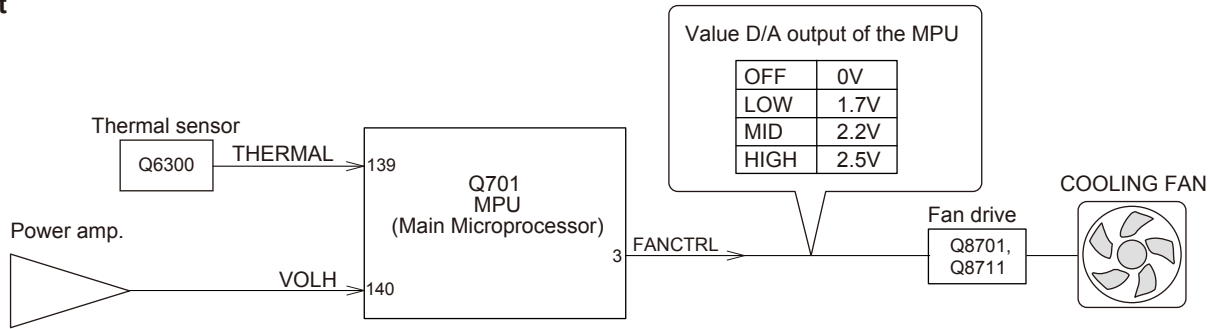 t
Value D/A output of the MPU
OFF 0V
LOW 1.7V
MID 2.2V
HIGH 2.5V
Thermal sensor
Q6300
THERMAL
139
Q701
MPU
(Main Microprocessor)
3
FANCTRL
Power amp.
VOLH
140
Fan drive
Q8701,
Q8711
COOLING FAN